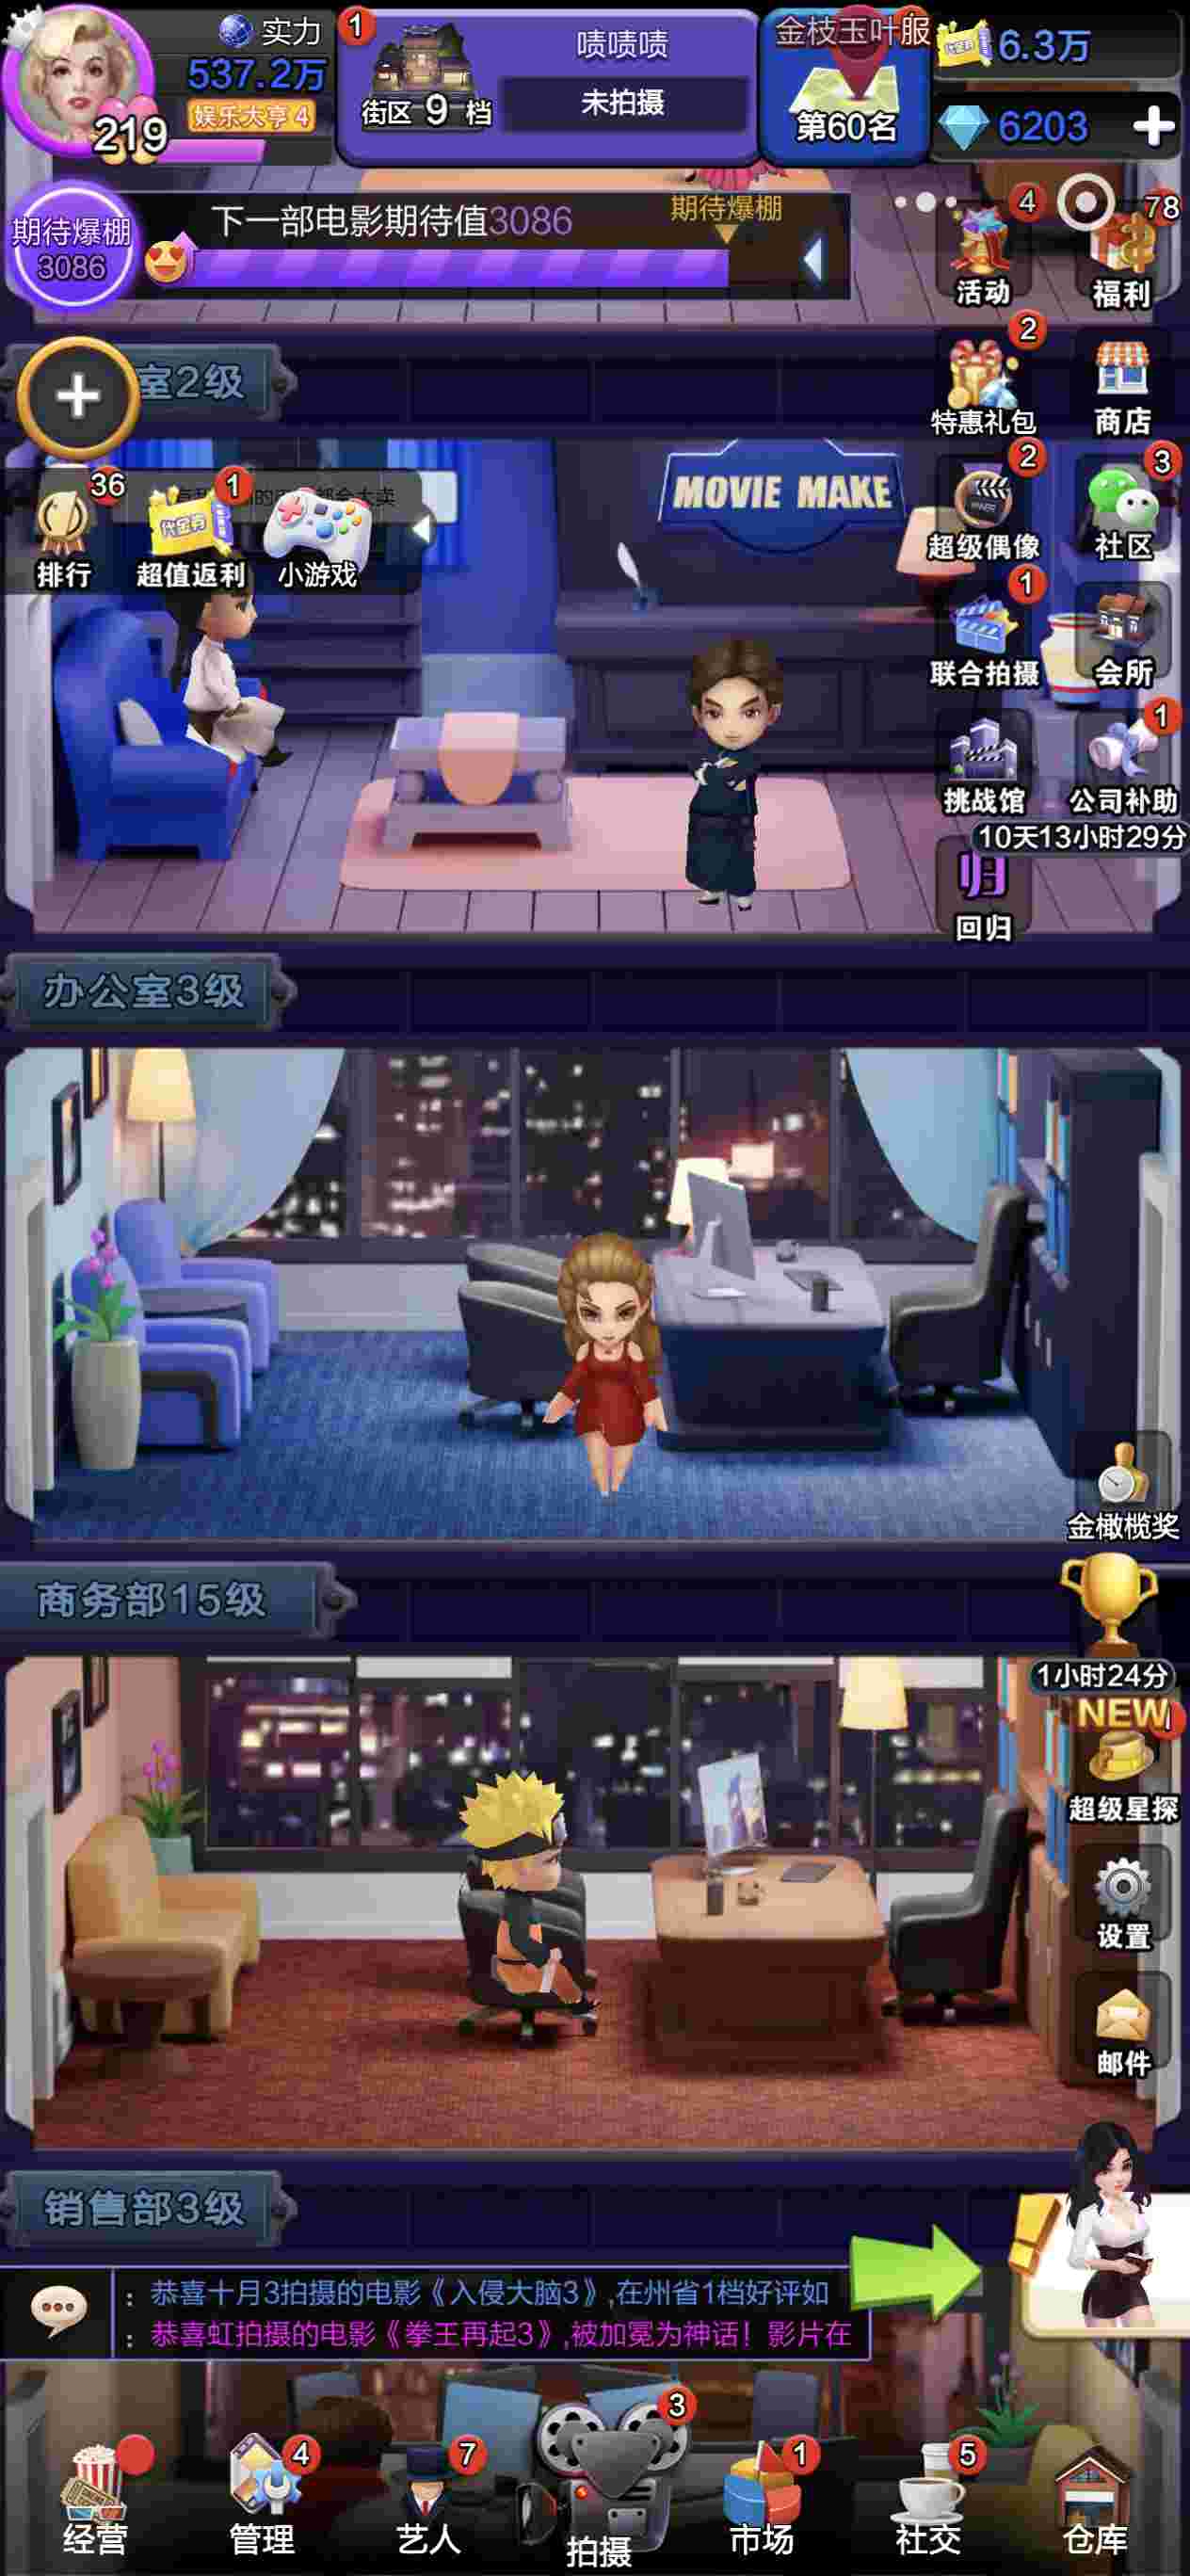 实力
537.2万
娱乐大亨 4
219
1
街区 9 档
啧啧啧
未拍摄
金枝玉叶服
第60名
6.3万
6203
期待爆棚
3086
下一部电影期待值3086
期待爆棚
4
活动
78
福利
室2级
2
特惠礼包
商店
36
排行
代金券
1
超值返利
小游戏
MOVIE MAKE
2
超级偶像
3
社区
1
联合拍摄
会所
挑战馆
1
公司补助
10天13小时29分
归
回归
办公室3级
金橄榄奖
商务部15级
1小时24分
NEW
超级星探
设置
邮件
销售部3级
：恭喜十月3拍摄的电影《入侵大脑3》,在州省1档好评如
：恭喜虹拍摄的电影《拳王再起3》,被加冕为神话！影片在
经营
4
管理
7
艺人
3
拍摄
1
市场
5
社交
仓库